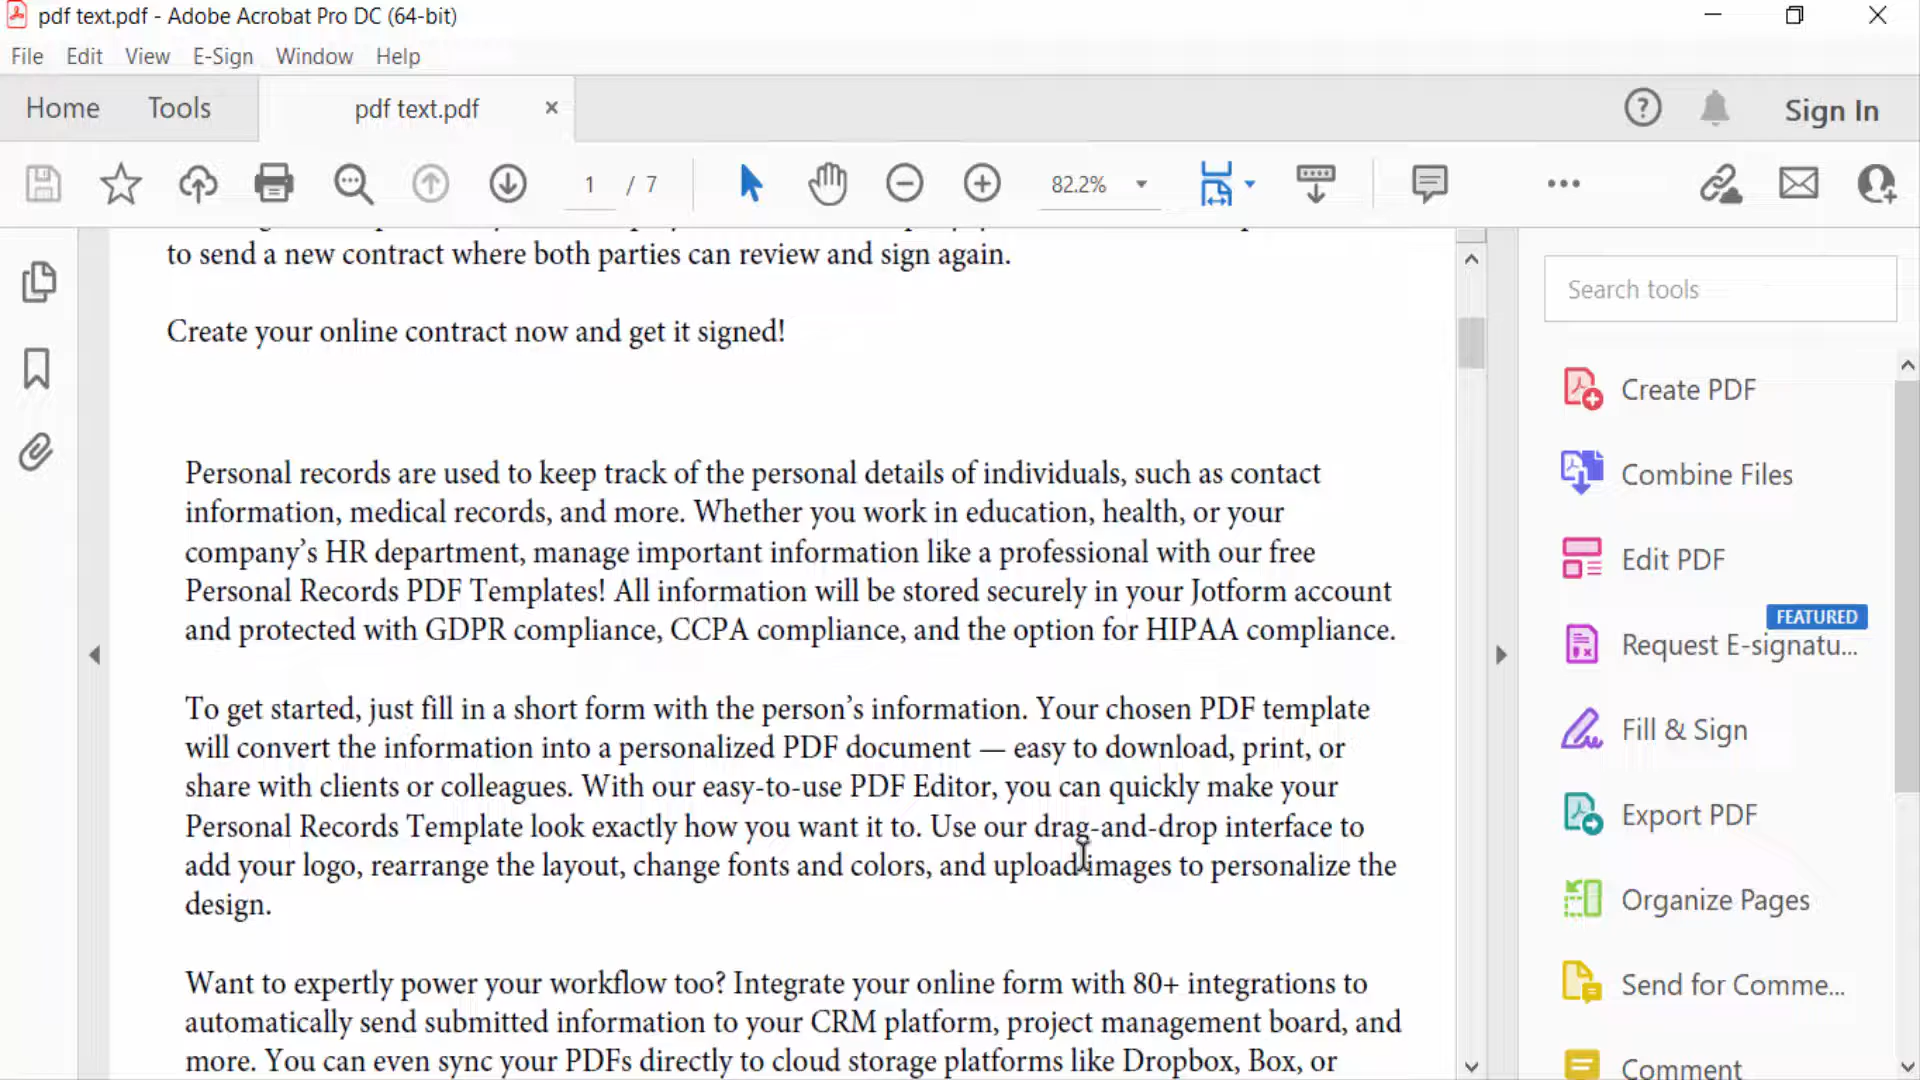 pdf text.pdf - Adobe Acrobat Pro DC (64-bit)
File Edit View E-Sign Window Help
Home Tools pdf text.pdf × Sign In
1 / 7 82.2%
to send a new contract where both parties can review and sign again.
Create your online contract now and get it signed!
Personal records are used to keep track of the personal details of individuals, such as contact
information, medical records, and more. Whether you work in education, health, or your
company’s HR department, manage important information like a professional with our free
Personal Records PDF Templates! All information will be stored securely in your Jotform account
and protected with GDPR compliance, CCPA compliance, and the option for HIPAA compliance.
To get started, just fill in a short form with the person’s information. Your chosen PDF template
will convert the information into a personalized PDF document — easy to download, print, or
share with clients or colleagues. With our easy-to-use PDF Editor, you can quickly make your
Personal Records Template look exactly how you want it to. Use our drag-and-drop interface to
add your logo, rearrange the layout, change fonts and colors, and upload images to personalize the
design.
Want to expertly power your workflow too? Integrate your online form with 80+ integrations to
automatically send submitted information to your CRM platform, project management board, and
more. You can even sync your PDFs directly to cloud storage platforms like Dropbox, Box, or
Search tools
Create PDF
Combine Files
Edit PDF
FEATURED
Request E-signatu...
Fill & Sign
Export PDF
Organize Pages
Send for Comme...
Comment